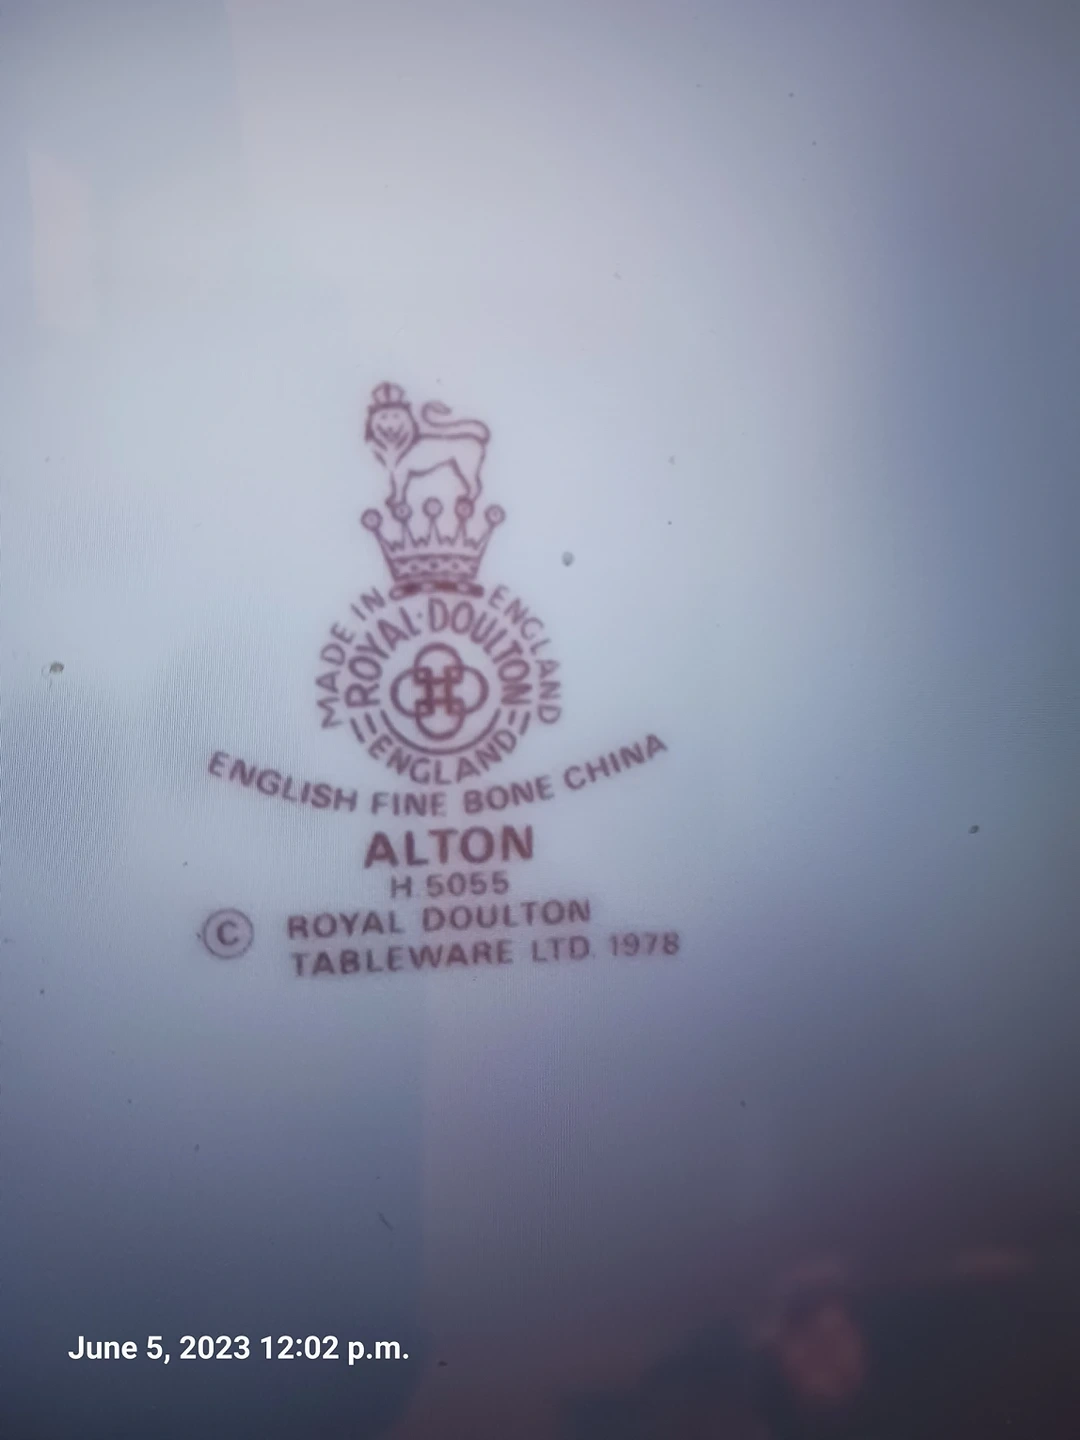 MADE IN ENGLAND
ROYAL·DOULTON
ENGLAND
ENGLISH FINE BONE CHINA
ALTON
H 5055
© ROYAL DOULTON
TABLEWARE LTD. 1978
June 5, 2023 12:02 p.m.